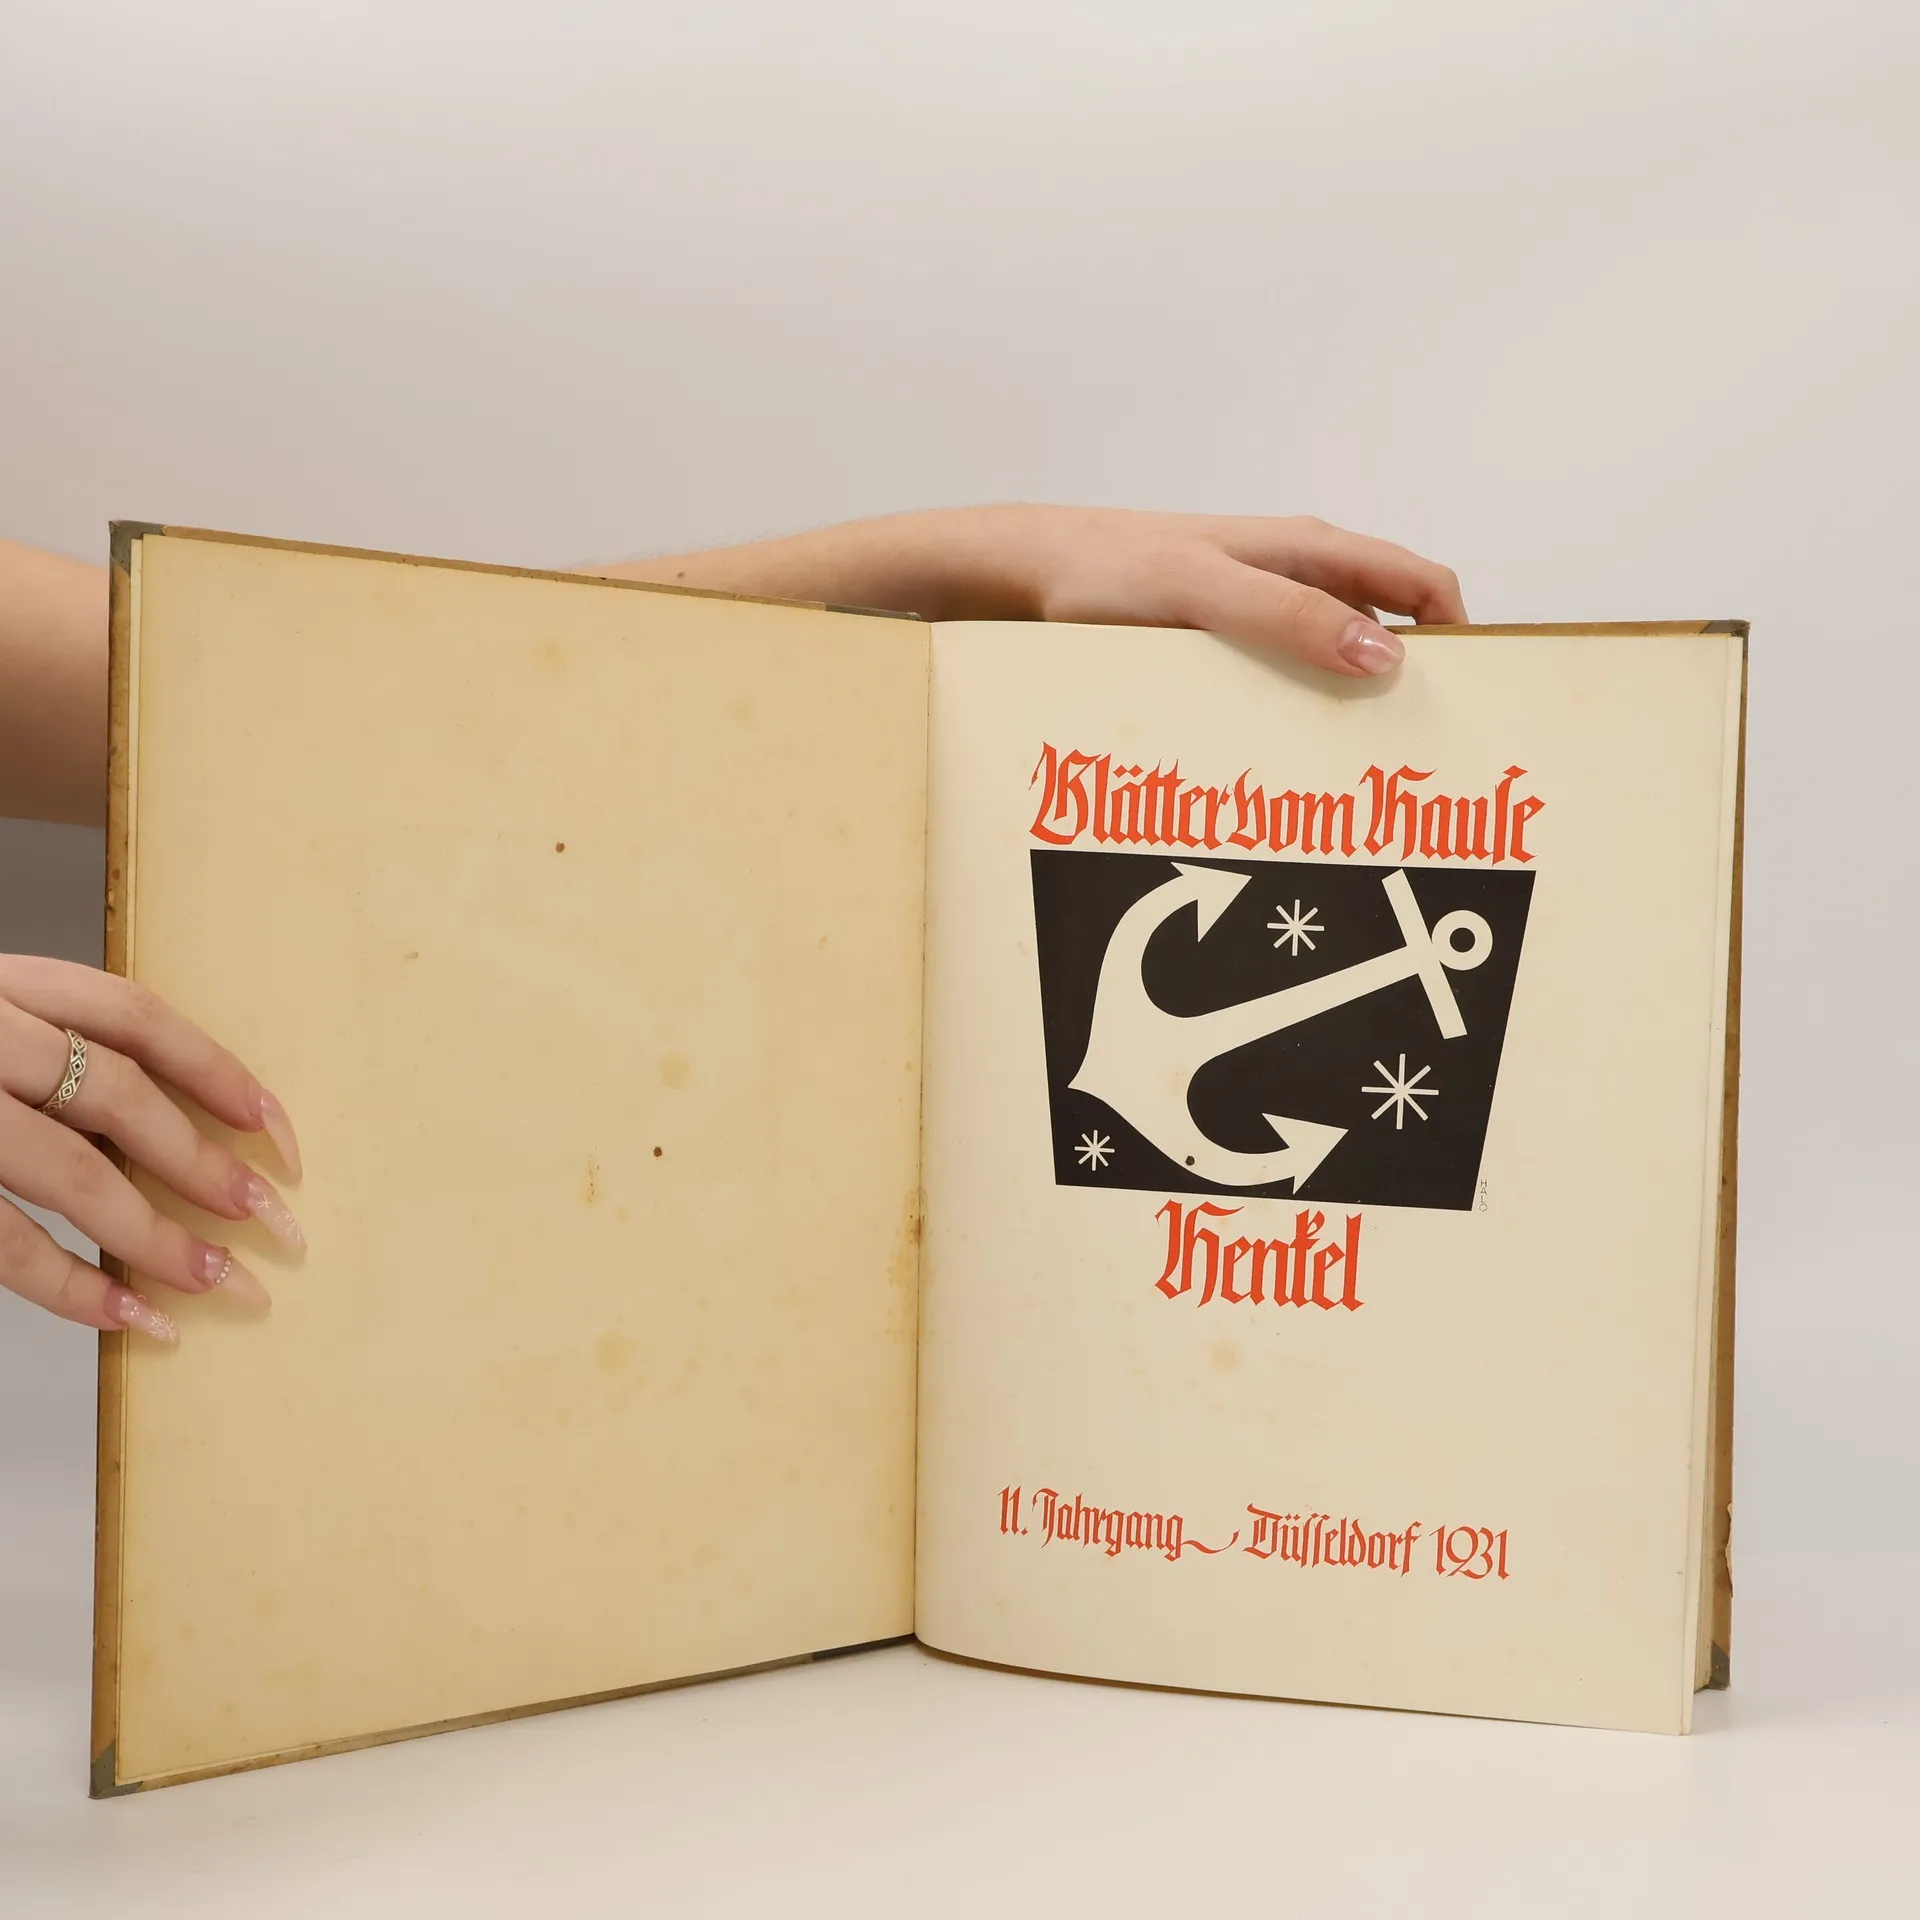 Blätter vom Hause
HALO
Henkel
11. Jahrgang Düsseldorf 1931